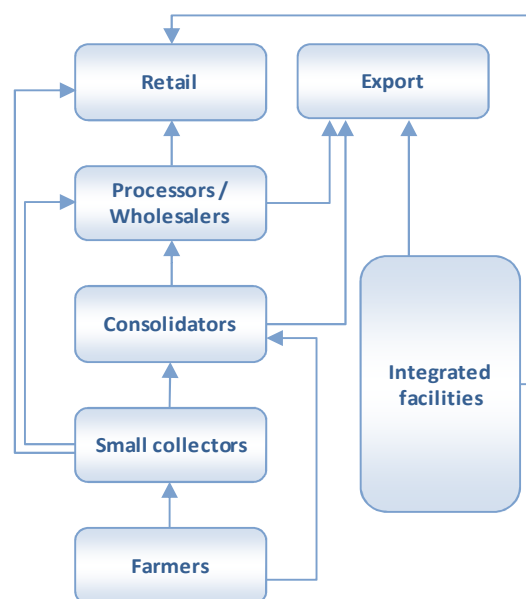 Retail
Export
Processors /
Wholesalers
Consolidators
Integrated
facilities
Small collectors
Farmers